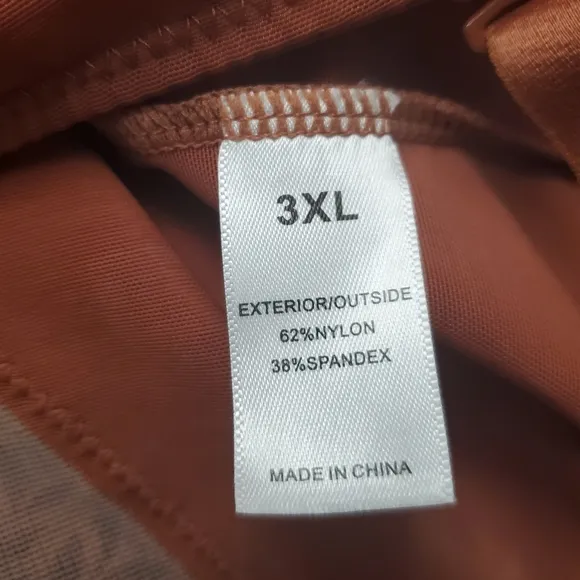 3XL
EXTERIOR/OUTSIDE
62%NYLON
38%SPANDEX
MADE IN CHINA